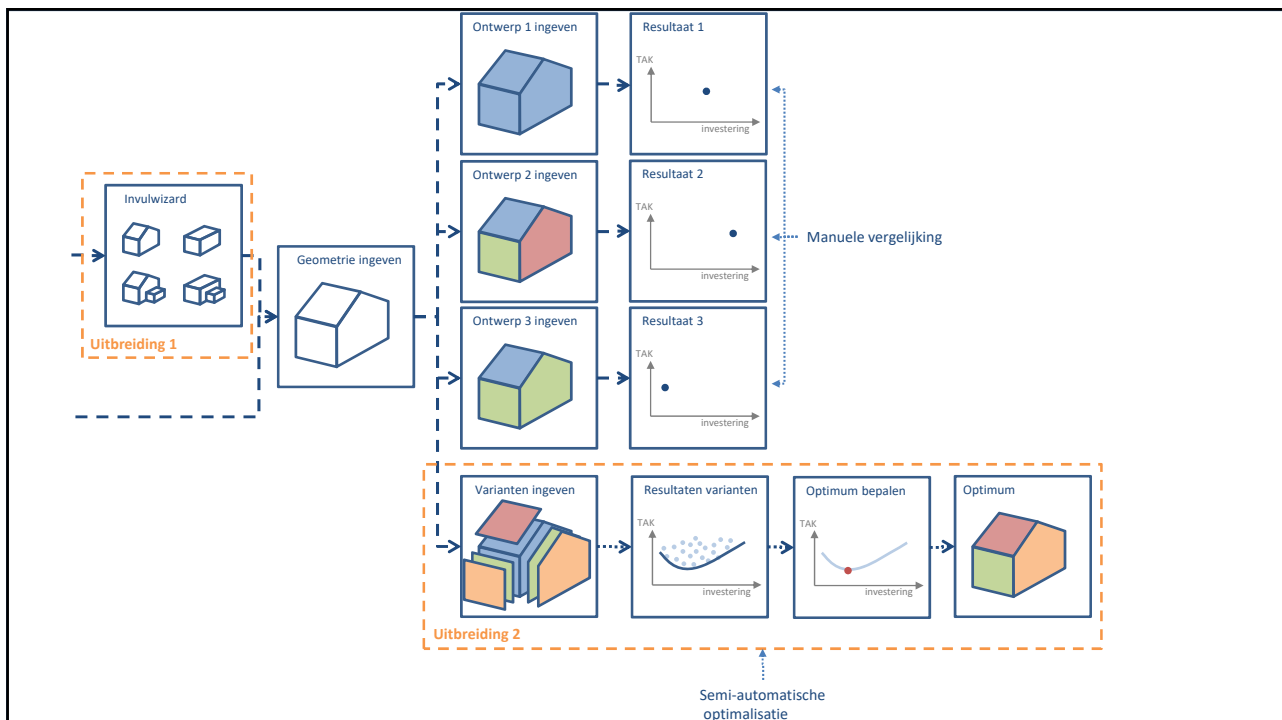 Ontwerp 1 ingeven
Resultaat 1
TAK
investering
Ontwerp 2 ingeven
Resultaat 2
TAK
investering
Invulwizard
Manuele vergelijking
Geometrie ingeven
Uitbreiding 1
Ontwerp 3 ingeven
Resultaat 3
TAK
investering
Varianten ingeven
Resultaten varianten
TAK
investering
Optimum bepalen
TAK
investering
Optimum
Uitbreiding 2
Semi-automatische
optimalisatie